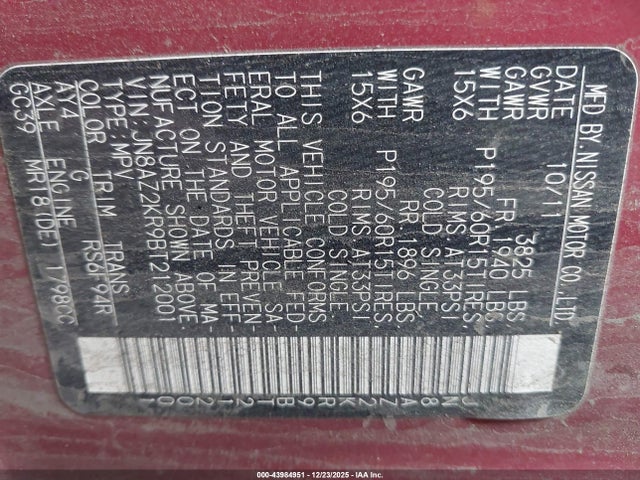 MFD.BY.NISSAN MOTOR CO.,LTD
DATE 10/11
GVWR LBS
GAWR FR.1940 LBS
WITH P195/60R15TIRES,
15X6 RIMS AT33PSI
COLD SINGLE
GAWR RR.1896 LBS
WITH P195/60R15TIRES,
15X6 RIMS AT33PSI
COLD SINGLE
THIS VEHICLE CONFORMS
TO ALL APPLICABLE FED-
ERAL MOTOR VEHICLE SA-
FETY AND THEFT PREVEN-
TION STANDARDS IN EFF-
ECT ON THE DATE OF MA-
NUFACTURE SHOWN ABOVE:
VIN:JN8AZ2KR9BT212001
TYPE:MPV
COLOR TRIM TRANS
AY4 G RS6F94R
AXLE ENGINE
GC39 MR18(DE) 1798CC
JN8AZ2KR9BT212001
000-43984951 - 12/23/2025 - IAA Inc.